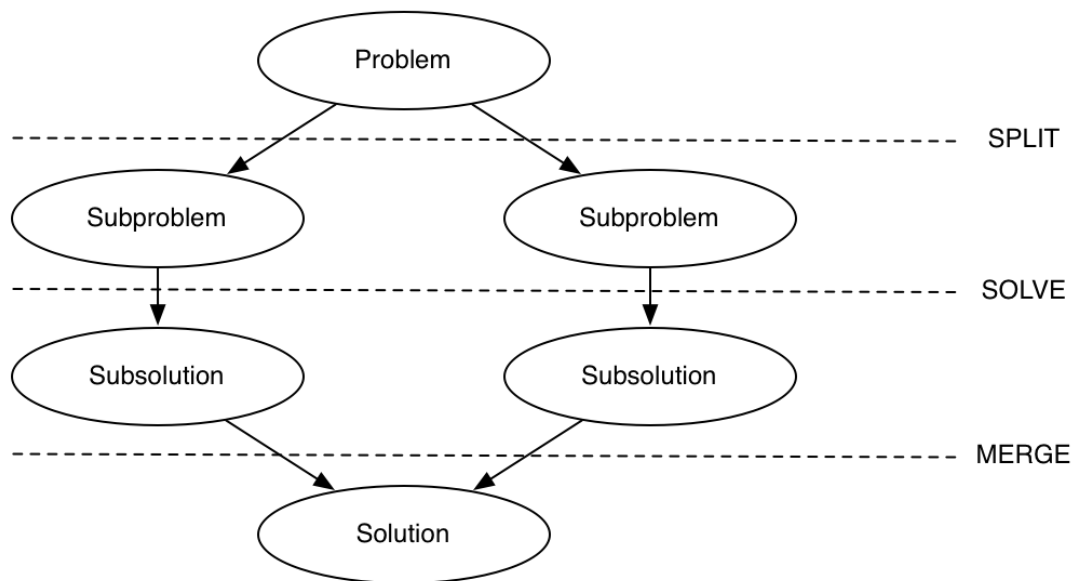 Problem
SPLIT
Subproblem Subproblem
SOLVE
Subsolution Subsolution
MERGE
Solution